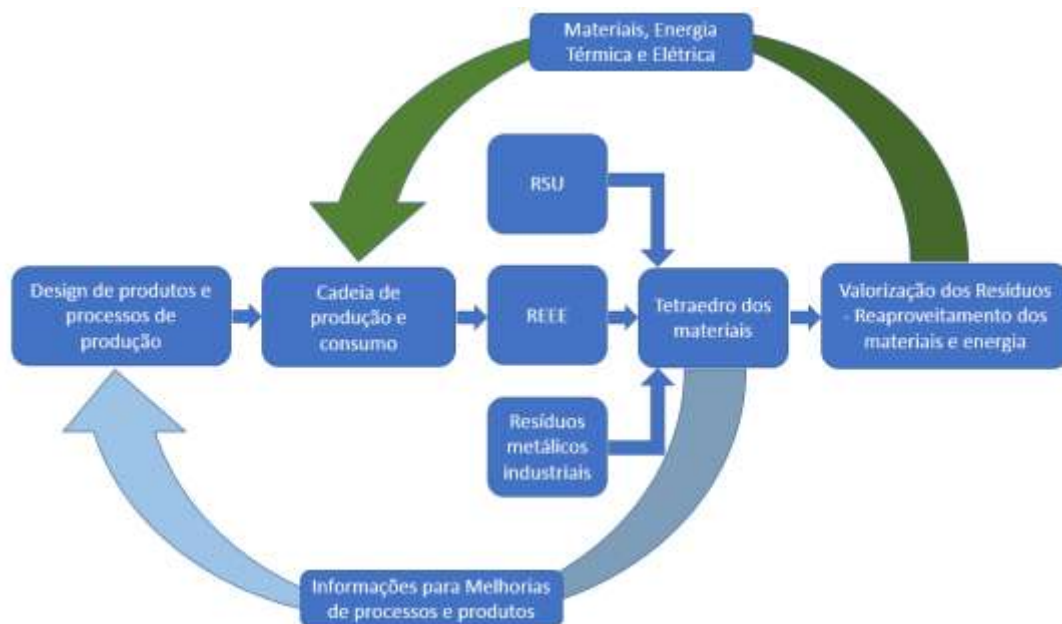 Materiais, Energia
Térmica e Elétrica
RSU
Design de produtos e
processos de
produção
Cadeia de
produção e
consumo
REEE
Tetraedro dos
materiais
Valorização dos Resíduos
- Reaproveitamento dos
materiais e energia
Resíduos
metálicos
industriais
Informações para Melhorias
de processos e produtos